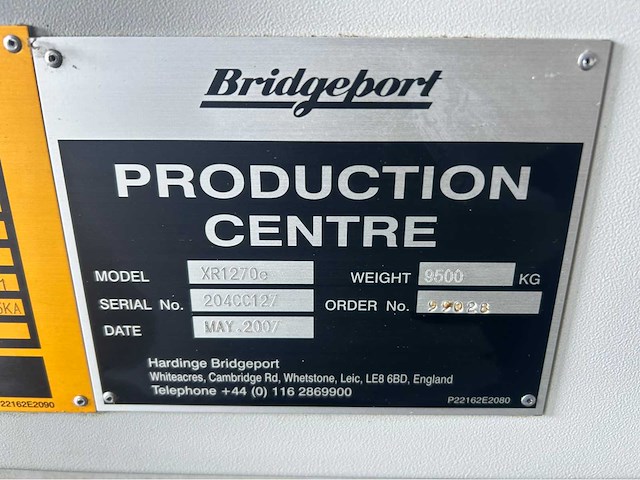 Bridgeport
PRODUCTION
CENTRE
MODEL XR1270e WEIGHT 9500 KG
SERIAL No. 204CC127 ORDER No.
DATE MAY.2007
Hardinge Bridgeport
Whiteacres, Cambridge Rd, Whetstone, Leic, LE8 6BD, England
Telephone +44 (0) 116 2869900
P22162E2080
22162E2090